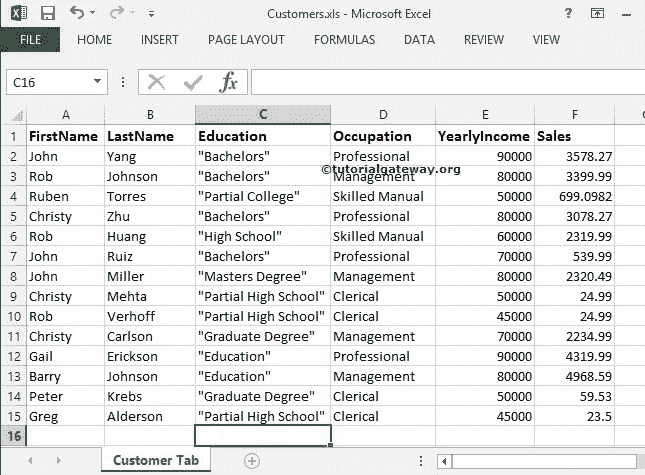 Customers.xls - Microsoft Excel ?
FILE HOME INSERT PAGE LAYOUT FORMULAS DATA REVIEW VIEW
C16 fx
A B C D E F
1 FirstName LastName Education Occupation YearlyIncome Sales
2 John Yang "Bachelors" Professional 90000 3578.27
©tutorialgateway.org
3 Rob Johnson "Bachelors" Management 80000 3399.99
4 Ruben Torres "Partial College" Skilled Manual 50000 699.0982
5 Christy Zhu "Bachelors" Professional 80000 3078.27
6 Rob Huang "High School" Skilled Manual 60000 2319.99
7 John Ruiz "Bachelors" Professional 70000 539.99
8 John Miller "Masters Degree" Management 80000 2320.49
9 Christy Mehta "Partial High School" Clerical 50000 24.99
10 Rob Verhoff "Partial High School" Clerical 45000 24.99
11 Christy Carlson "Graduate Degree" Management 70000 2234.99
12 Gail Erickson "Education" Professional 90000 4319.99
13 Barry Johnson "Education" Management 80000 4968.59
14 Peter Krebs "Graduate Degree" Clerical 50000 59.53
15 Greg Alderson "Partial High School" Clerical 45000 23.5
16
Customer Tab